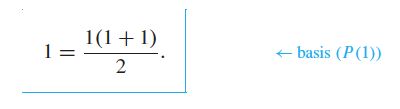 1 = 1(1 + 1) / 2 . ← basis (P(1))